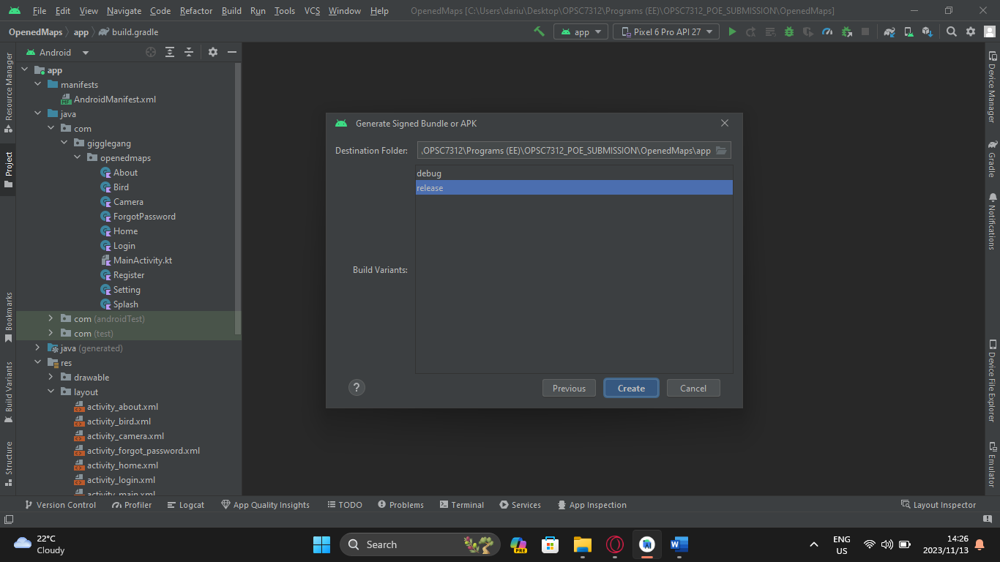 File Edit View Navigate Code Refactor Build Run Tools VCS Window Help OpenedMaps [C:\Users\dariu\Desktop\OPSC7312\Programs (EE)\OPSC7312_POE_SUBMISSION\OpenedMaps]
OpenedMaps app build.gradle app Pixel 6 Pro API 27
Android
app
manifests
AndroidManifest.xml
java
com
gigglegang
openedmaps
About
Bird
Camera
ForgotPassword
Home
Login
MainActivity.kt
Register
Setting
Splash
com (androidTest)
com (test)
java (generated)
res
drawable
layout
activity_about.xml
activity_bird.xml
activity_camera.xml
activity_forgot_password.xml
activity_home.xml
activity_login.xml
activity_main.xml
Resource Manager
Project
Bookmarks
Build Variants
Structure
Generate Signed Bundle or APK
Destination Folder: .OPSC7312\Programs (EE)\OPSC7312_POE_SUBMISSION\OpenedMaps\app
debug
release
Build Variants:
? Previous Create Cancel
Device Manager
Gradle
Notifications
Device File Explorer
Emulator
Version Control Profiler Logcat App Quality Insights TODO Problems Terminal Services App Inspection Layout Inspector
22°C
Cloudy
Search
PRE
ENG
US
14:26
2023/11/13